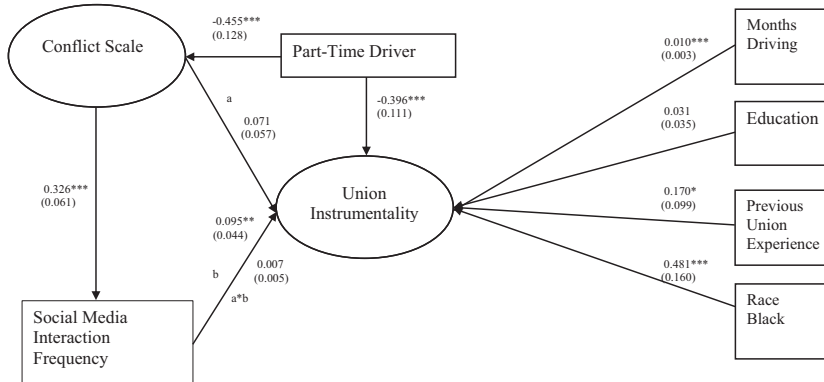 -0.455***
(0.128)
Conflict Scale
Part-Time Driver
a
0.071
(0.057)
-0.396***
(0.111)
0.326***
(0.061)
Union
Instrumentality
0.095**
(0.044)
0.007
(0.005)
b
a*b
Social Media
Interaction
Frequency
0.010***
(0.003)
Months
Driving
0.031
(0.035)
Education
0.170*
(0.099)
Previous
Union
Experience
0.481***
(0.160)
Race
Black